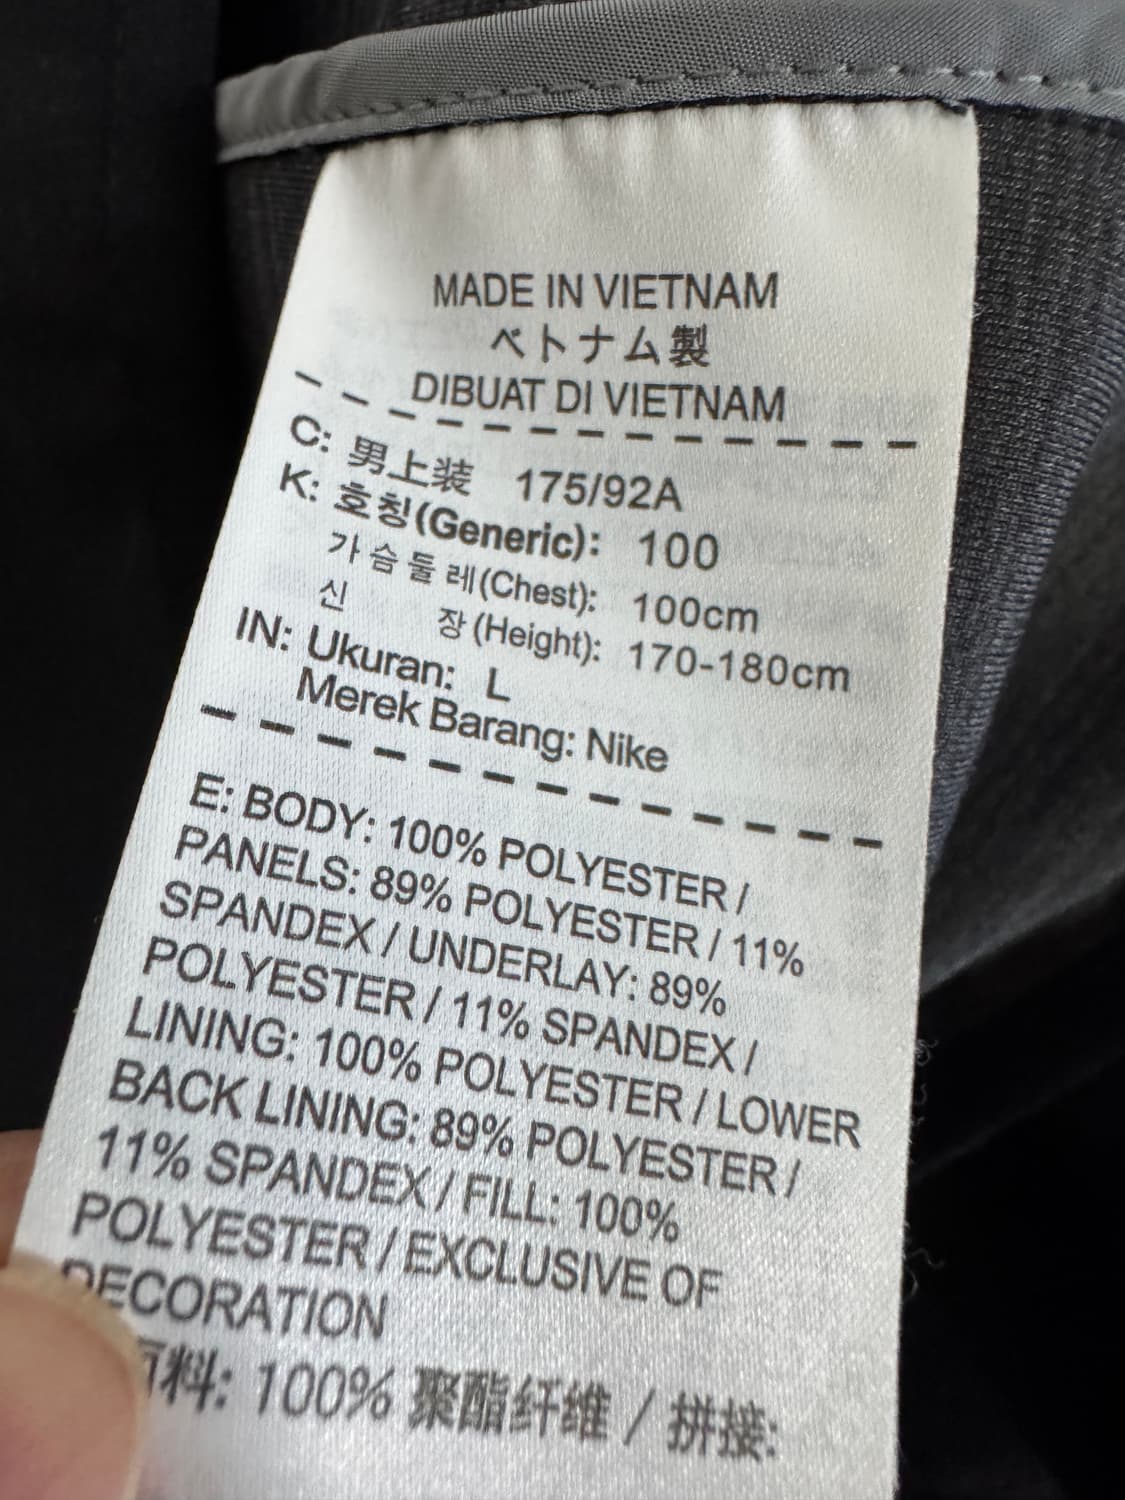 MADE IN VIETNAM
ベトナム製
DIBUAT DI VIETNAM
C: 男上装 175/92A
K: 호칭(Generic): 100
가슴둘레(Chest): 100cm
신 장(Height): 170-180cm
IN: Ukuran: L
Merek Barang: Nike
E: BODY: 100% POLYESTER /
PANELS: 89% POLYESTER / 11%
SPANDEX / UNDERLAY: 89%
POLYESTER / 11% SPANDEX /
LINING: 100% POLYESTER / LOWER
BACK LINING: 89% POLYESTER /
11% SPANDEX / FILL: 100%
POLYESTER / EXCLUSIVE OF
DECORATION
料: 100% 聚酯纤维 / 拼接: